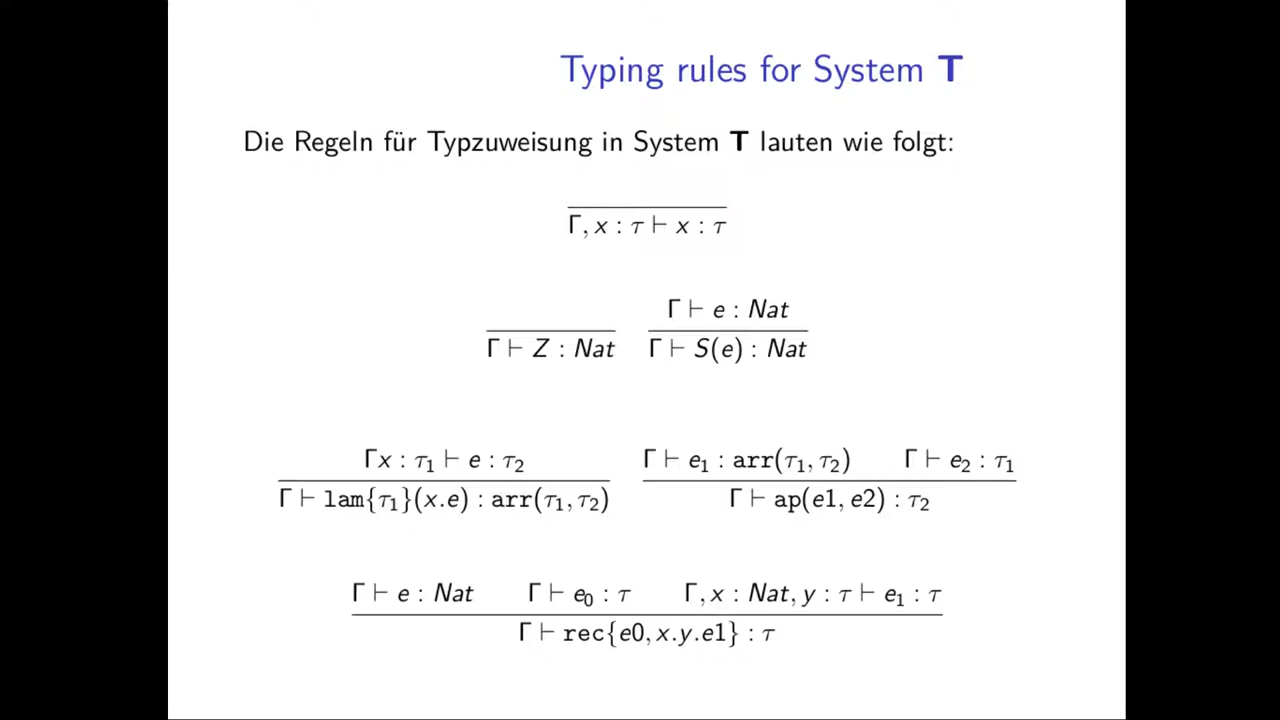 Typing rules for System T
Die Regeln für Typzuweisung in System T lauten wie folgt:
Γ, x : τ ⊢ x : τ
Γ ⊢ e : Nat
Γ ⊢ Z : Nat Γ ⊢ S(e) : Nat
Γx : τ₁ ⊢ e : τ₂ Γ ⊢ e₁ : arr(τ₁, τ₂) Γ ⊢ e₂ : τ₁
Γ ⊢ lam{τ₁}(x.e) : arr(τ₁, τ₂) Γ ⊢ ap(e1, e2) : τ₂
Γ ⊢ e : Nat Γ ⊢ e₀ : τ Γ, x : Nat, y : τ ⊢ e₁ : τ
Γ ⊢ rec{e0, x.y.e1} : τ